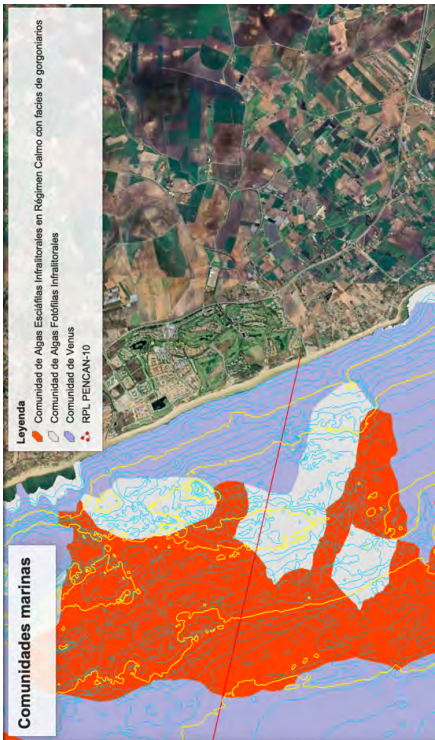 Comunidades marinas
Leyenda
Comunidad de Algas Esciáfilas Infralitorales en Régimen Calmo con facies de gorgoniarios
Comunidad de Algas Fotófilas Infralitorales
Comunidad de Venus
RPL PENCAN-10